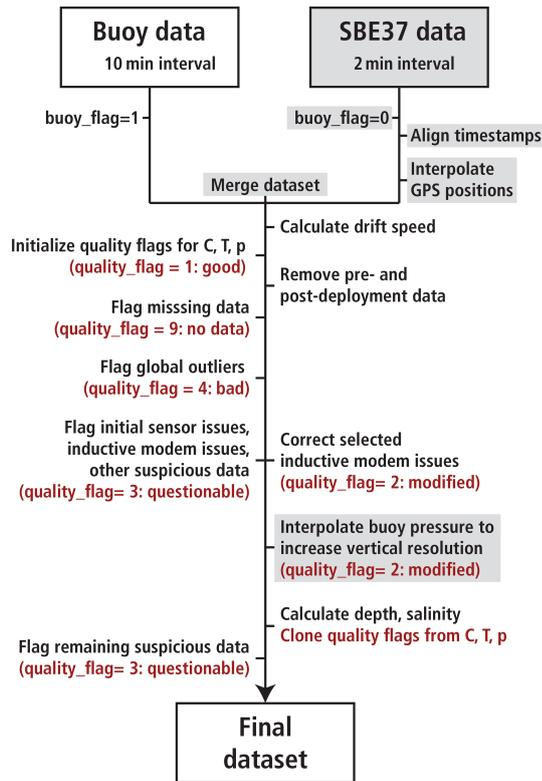 Buoy data
10 min interval
SBE37 data
2 min interval
buoy_flag=1
buoy_flag=0
Align timestamps
Interpolate
GPS positions
Merge dataset
Calculate drift speed
Initialize quality flags for C, T, p
(quality_flag = 1: good)
Remove pre- and
post-deployment data
Flag misssing data
(quality_flag = 9: no data)
Flag global outliers
(quality_flag = 4: bad)
Flag initial sensor issues,
inductive modem issues,
other suspicious data
(quality_flag= 3: questionable)
Correct selected
inductive modem issues
(quality_flag= 2: modified)
Interpolate buoy pressure to
increase vertical resolution
(quality_flag= 2: modified)
Calculate depth, salinity
Clone quality flags from C, T, p
Flag remaining suspicious data
(quality_flag= 3: questionable)
Final
dataset